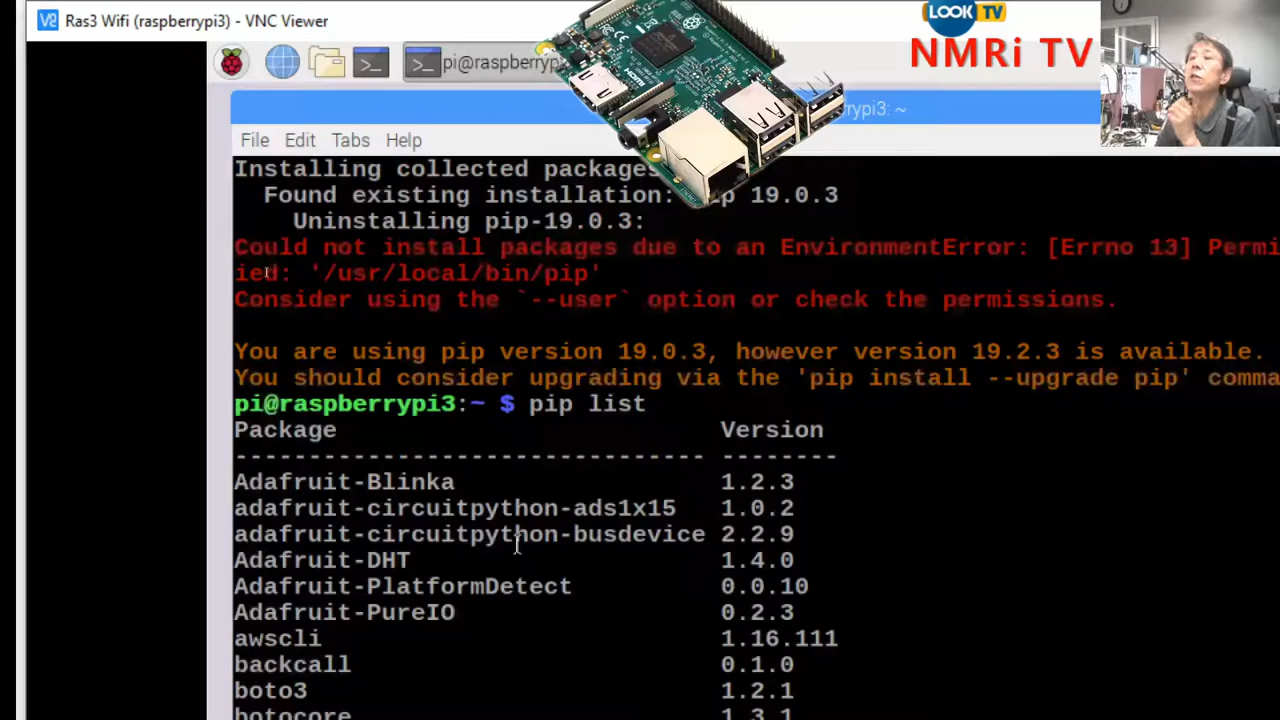 Ras3 Wifi (raspberrypi3) - VNC Viewer
LOOK TV
NMRi TV
pi@raspberrypi
rrypi3: ~
File Edit Tabs Help
Installing collected packages
Found existing installation: p 19.0.3
Uninstalling pip-19.0.3:
Could not install packages due to an EnvironmentError: [Errno 13] Permi
ied: '/usr/local/bin/pip'
Consider using the `--user` option or check the permissions.
You are using pip version 19.0.3, however version 19.2.3 is available.
You should consider upgrading via the 'pip install --upgrade pip' comma
pi@raspberrypi3:~ $ pip list
Package Version
-------------------------------- --------
Adafruit-Blinka 1.2.3
adafruit-circuitpython-ads1x15 1.0.2
adafruit-circuitpython-busdevice 2.2.9
Adafruit-DHT 1.4.0
Adafruit-PlatformDetect 0.0.10
Adafruit-PureIO 0.2.3
awscli 1.16.111
backcall 0.1.0
boto3 1.2.1
botocore 1.3.1